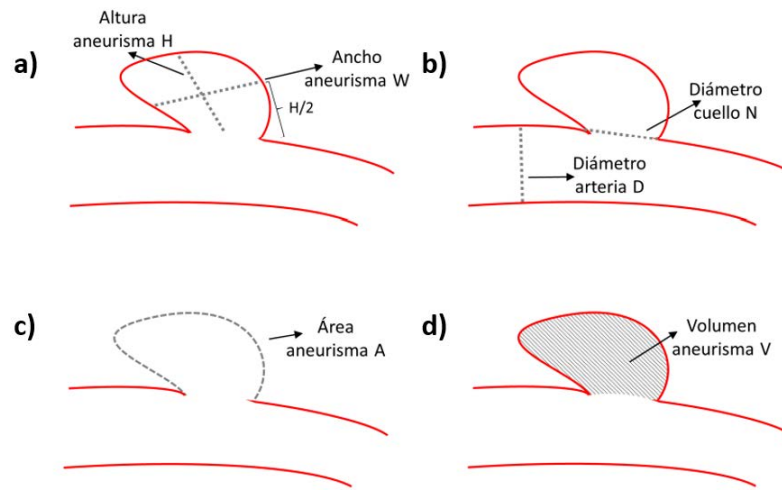 a)
Altura
aneurisma H
Ancho
aneurisma W
H/2
b)
Diámetro
cuello N
Diámetro
arteria D
c)
Área
aneurisma A
d)
Volumen
aneurisma V